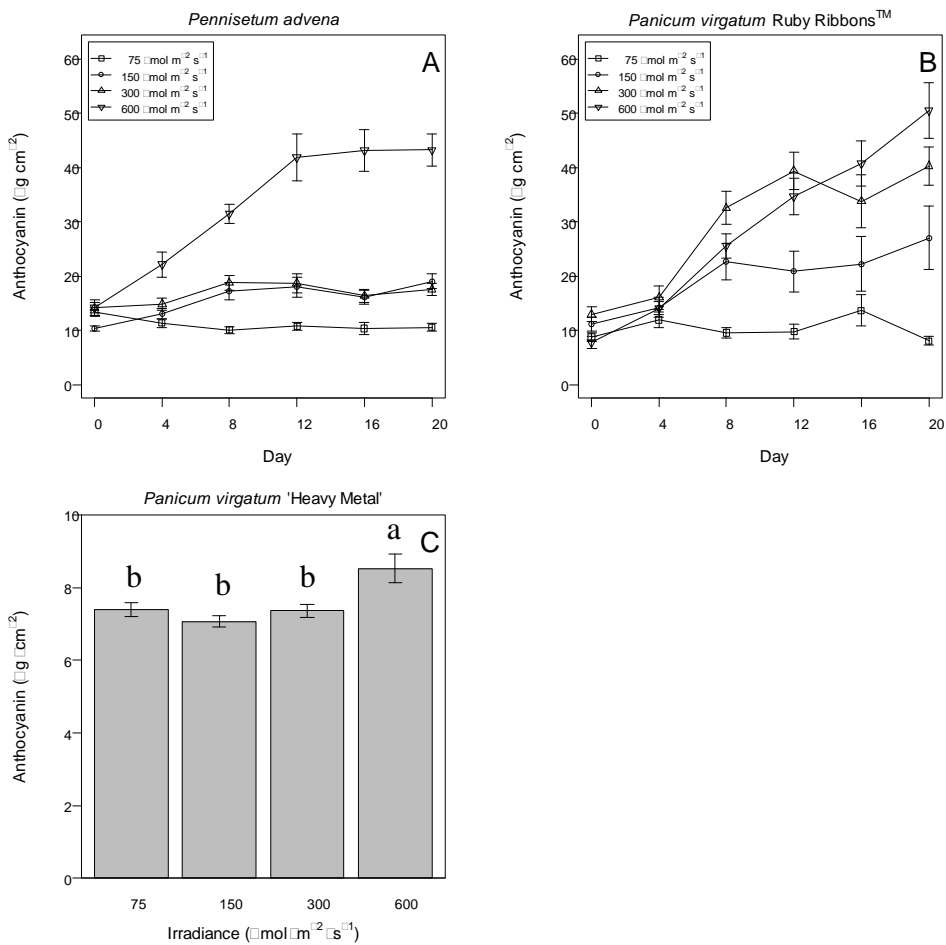 Pennisetum advena
A
75 □mol m□2 s□1
150 □mol m□2 s□1
300 □mol m□2 s□1
600 □mol m□2 s□1
60
50
40
30
20
10
0
Anthocyanin (□g cm□2)
0 4 8 12 16 20
Day
Panicum virgatum Ruby Ribbons™
B
75 □mol m□2 s□1
150 □mol m□2 s□1
300 □mol m□2 s□1
600 □mol m□2 s□1
60
50
40
30
20
10
0
Anthocyanin (□g cm□2)
0 4 8 12 16 20
Day
Panicum virgatum 'Heavy Metal'
C
10
8
6
4
2
0
Anthocyanin (□g □cm□2)
b b b a
75 150 300 600
Irradiance (□mol □m□2 □s□1)